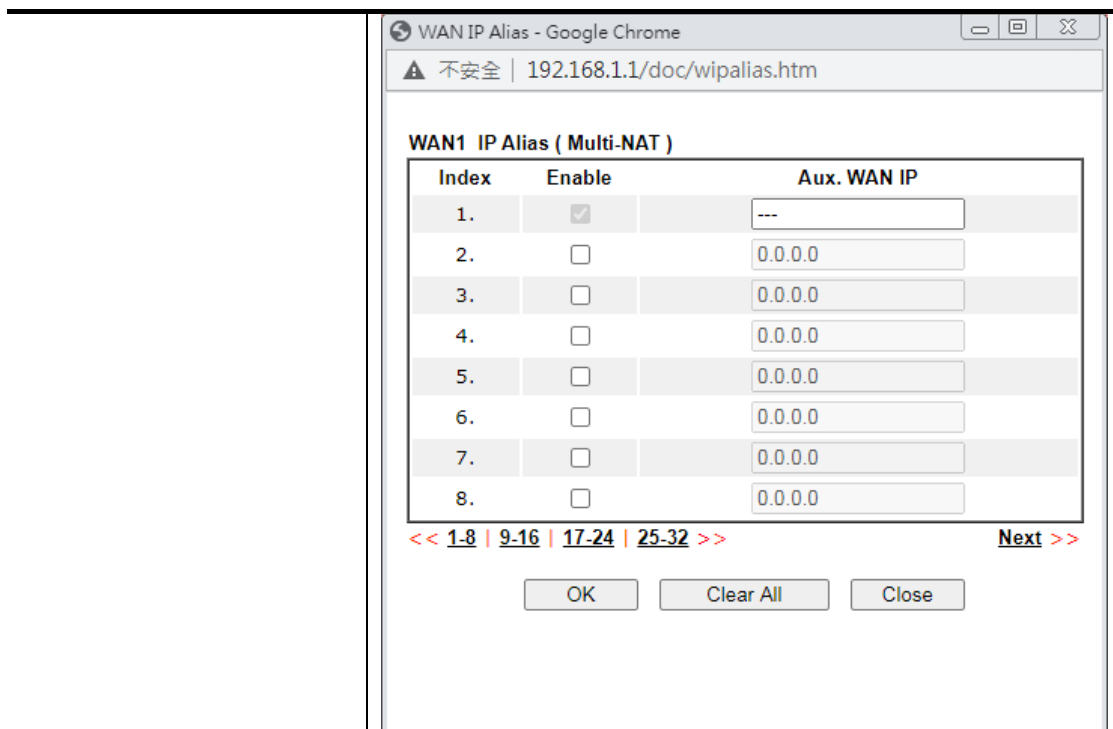 WAN IP Alias - Google Chrome
不安全 | 192.168.1.1/doc/wipalias.htm
WAN1 IP Alias ( Multi-NAT )
Index Enable Aux. WAN IP
1. ---
2. 0.0.0.0
3. 0.0.0.0
4. 0.0.0.0
5. 0.0.0.0
6. 0.0.0.0
7. 0.0.0.0
8. 0.0.0.0
<< 1-8 | 9-16 | 17-24 | 25-32 >> Next >>
OK Clear All Close